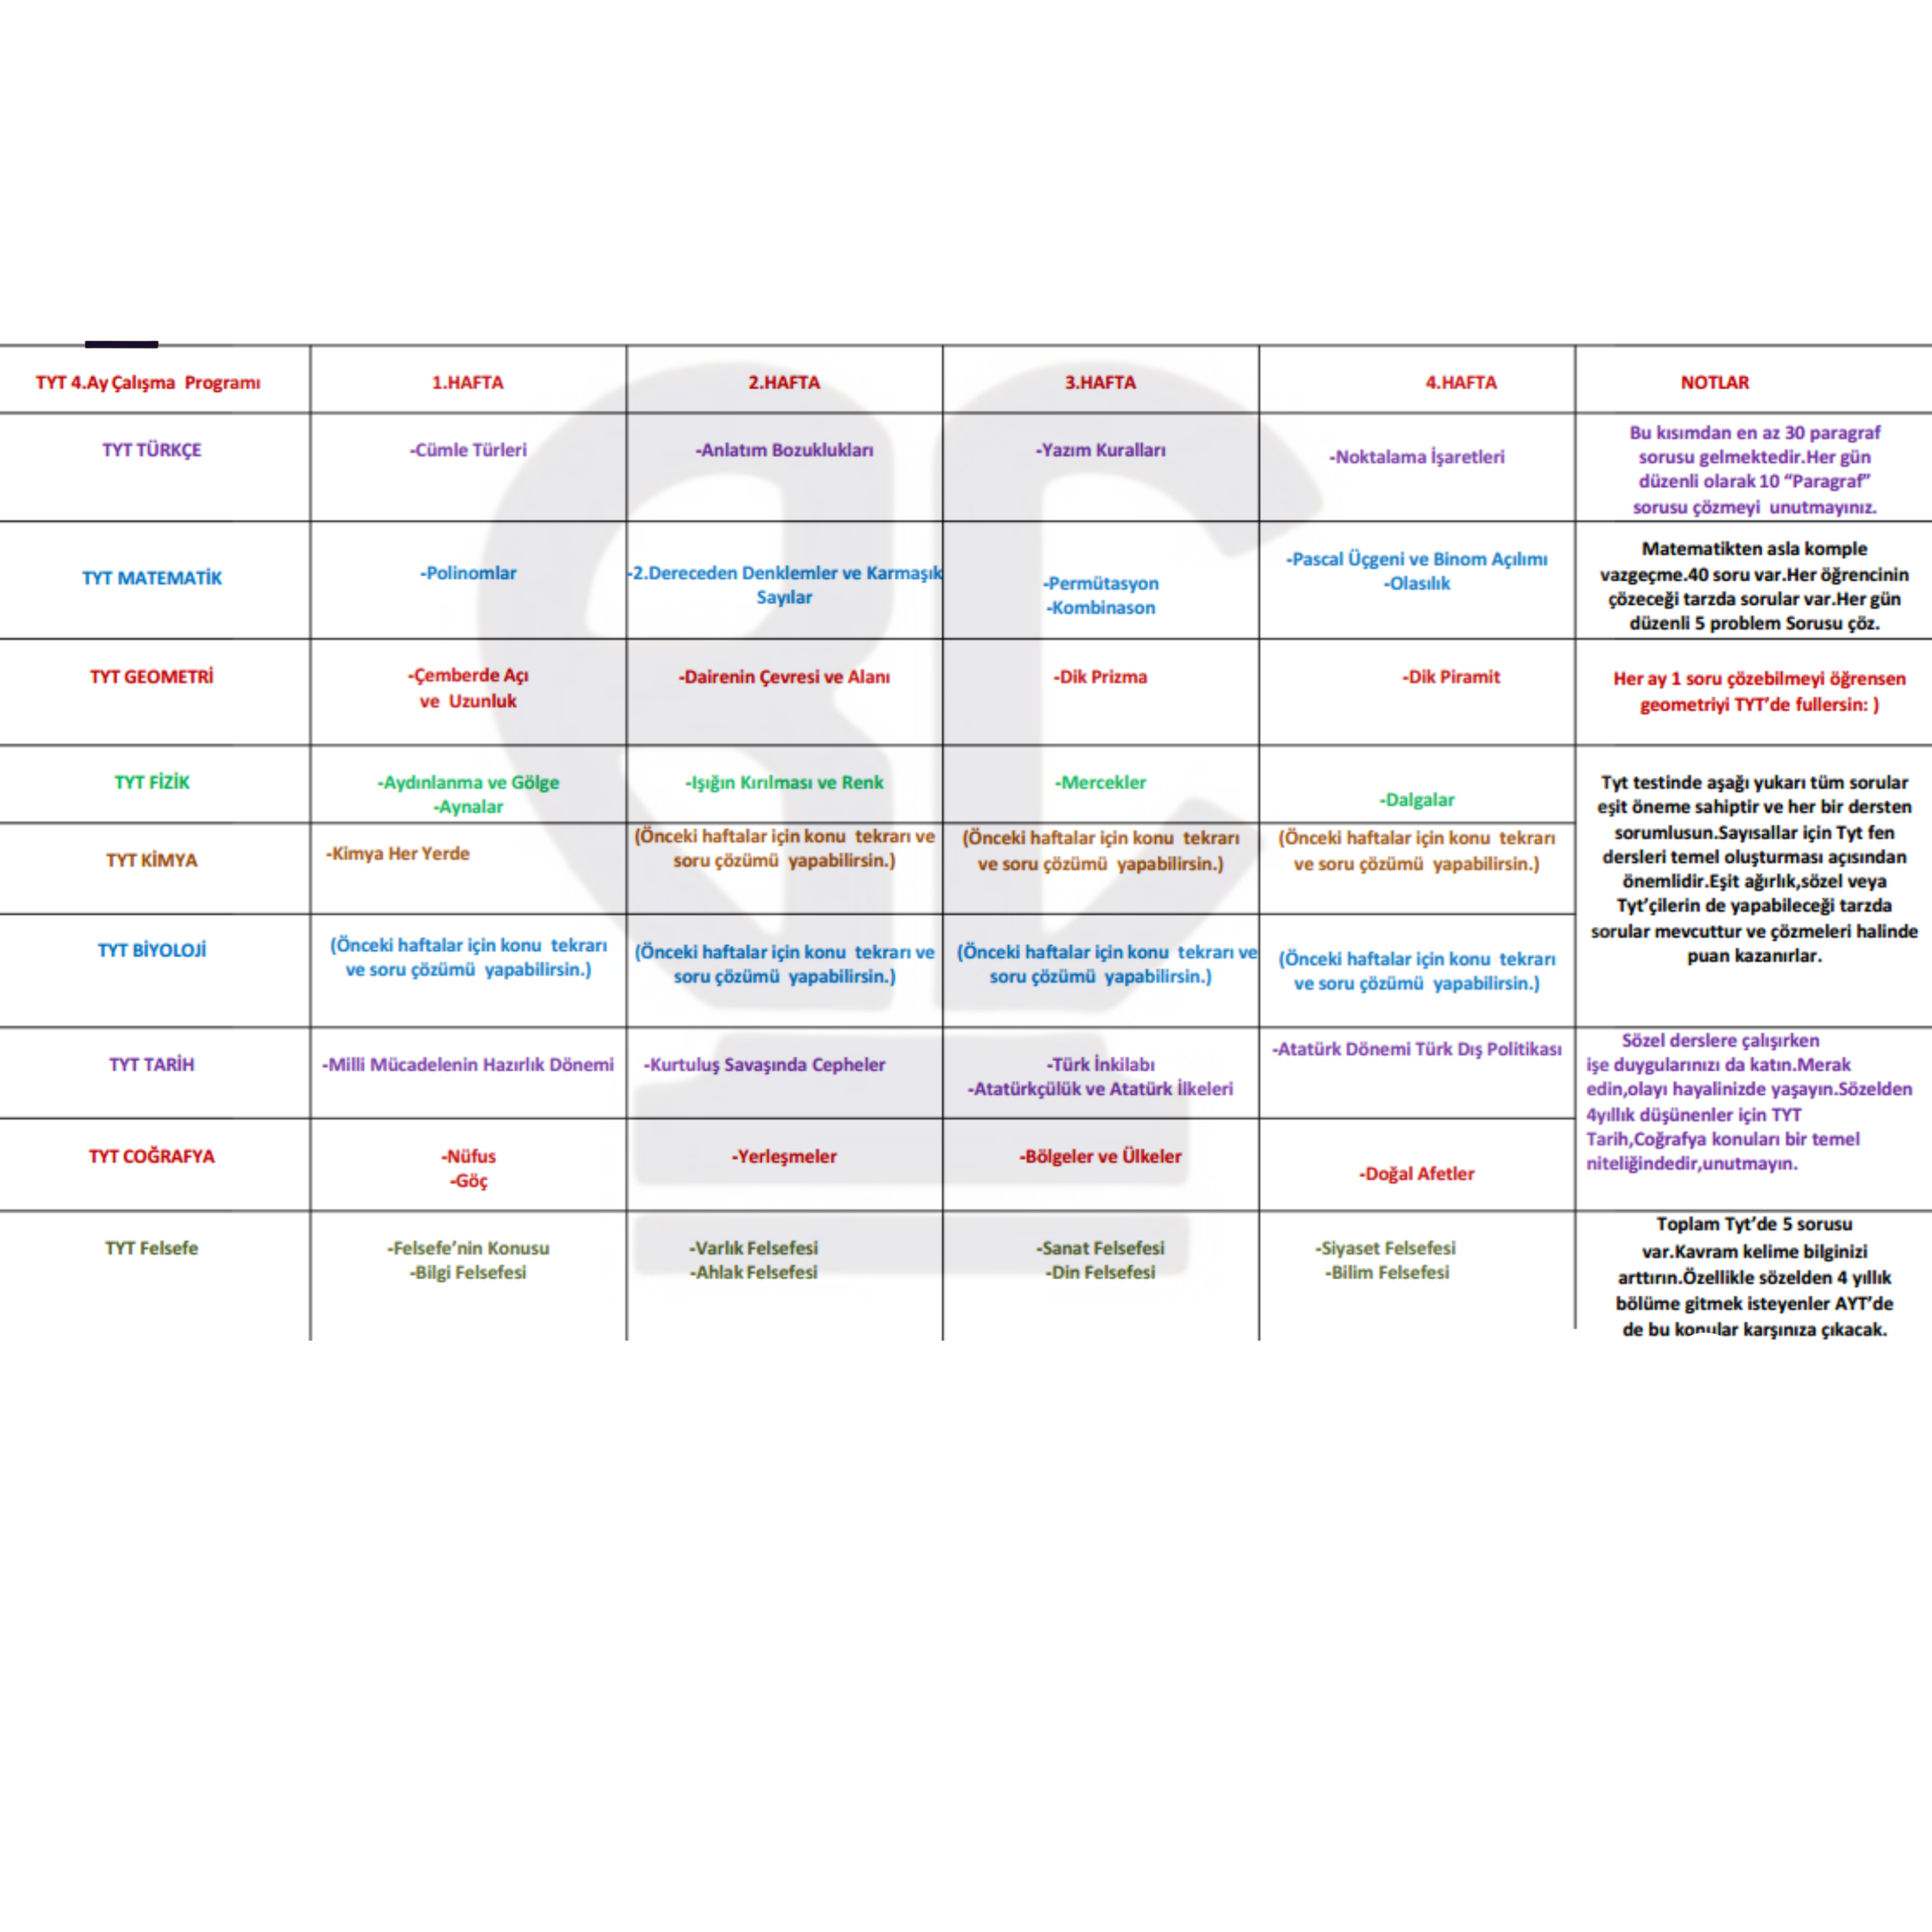 TYT 4.Ay Çalışma Programı
1.HAFTA
2.HAFTA
3.HAFTA
4.HAFTA
NOTLAR
TYT TÜRKÇE
-Cümle Türleri
-Anlatım Bozuklukları
-Yazım Kuralları
-Noktalama İşaretleri
Bu kısımdan en az 30 paragraf
sorusu gelmektedir.Her gün
düzenli olarak 10 “Paragraf”
sorusu çözmeyi unutmayınız.
TYT MATEMATİK
-Polinomlar
-2.Dereceden Denklemler ve Karmaşık
Sayılar
-Permütasyon
-Kombinason
-Pascal Üçgeni ve Binom Açılımı
-Olasılık
Matematikten asla komple
vazgeçme.40 soru var.Her öğrencinin
çözeceği tarzda sorular var.Her gün
düzenli 5 problem Sorusu çöz.
TYT GEOMETRİ
-Çemberde Açı
ve Uzunluk
-Dairenin Çevresi ve Alanı
-Dik Prizma
-Dik Piramit
Her ay 1 soru çözebilmeyi öğrensen
geometriyi TYT’de fullersin: )
TYT FİZİK
-Aydınlanma ve Gölge
-Aynalar
-Işığın Kırılması ve Renk
-Mercekler
-Dalgalar
Tyt testinde aşağı yukarı tüm sorular
eşit öneme sahiptir ve her bir dersten
sorumlusun.Sayısallar için Tyt fen
dersleri temel oluşturması açısından
önemlidir.Eşit ağırlık,sözel veya
Tyt’çilerin de yapabileceği tarzda
sorular mevcuttur ve çözmeleri halinde
puan kazanırlar.
TYT KİMYA
-Kimya Her Yerde
(Önceki haftalar için konu tekrarı ve
soru çözümü yapabilirsin.)
(Önceki haftalar için konu tekrarı
ve soru çözümü yapabilirsin.)
(Önceki haftalar için konu tekrarı
ve soru çözümü yapabilirsin.)
TYT BİYOLOJİ
(Önceki haftalar için konu tekrarı
ve soru çözümü yapabilirsin.)
(Önceki haftalar için konu tekrarı ve
soru çözümü yapabilirsin.)
(Önceki haftalar için konu tekrarı ve
soru çözümü yapabilirsin.)
(Önceki haftalar için konu tekrarı
ve soru çözümü yapabilirsin.)
TYT TARİH
-Milli Mücadelenin Hazırlık Dönemi
-Kurtuluş Savaşında Cepheler
-Türk İnkilabı
-Atatürkçülük ve Atatürk İlkeleri
-Atatürk Dönemi Türk Dış Politikası
Sözel derslere çalışırken
işe duygularınızı da katın.Merak
edin,olayı hayalinizde yaşayın.Sözelden
4yıllık düşünenler için TYT
Tarih,Coğrafya konuları bir temel
niteliğindedir,unutmayın.
TYT COĞRAFYA
-Nüfus
-Göç
-Yerleşmeler
-Bölgeler ve Ülkeler
-Doğal Afetler
TYT Felsefe
-Felsefe’nin Konusu
-Bilgi Felsefesi
-Varlık Felsefesi
-Ahlak Felsefesi
-Sanat Felsefesi
-Din Felsefesi
-Siyaset Felsefesi
-Bilim Felsefesi
Toplam Tyt’de 5 sorusu
var.Kavram kelime bilginizi
arttırın.Özellikle sözelden 4 yıllık
bölüme gitmek isteyenler AYT’de
de bu konular karşınıza çıkacak.